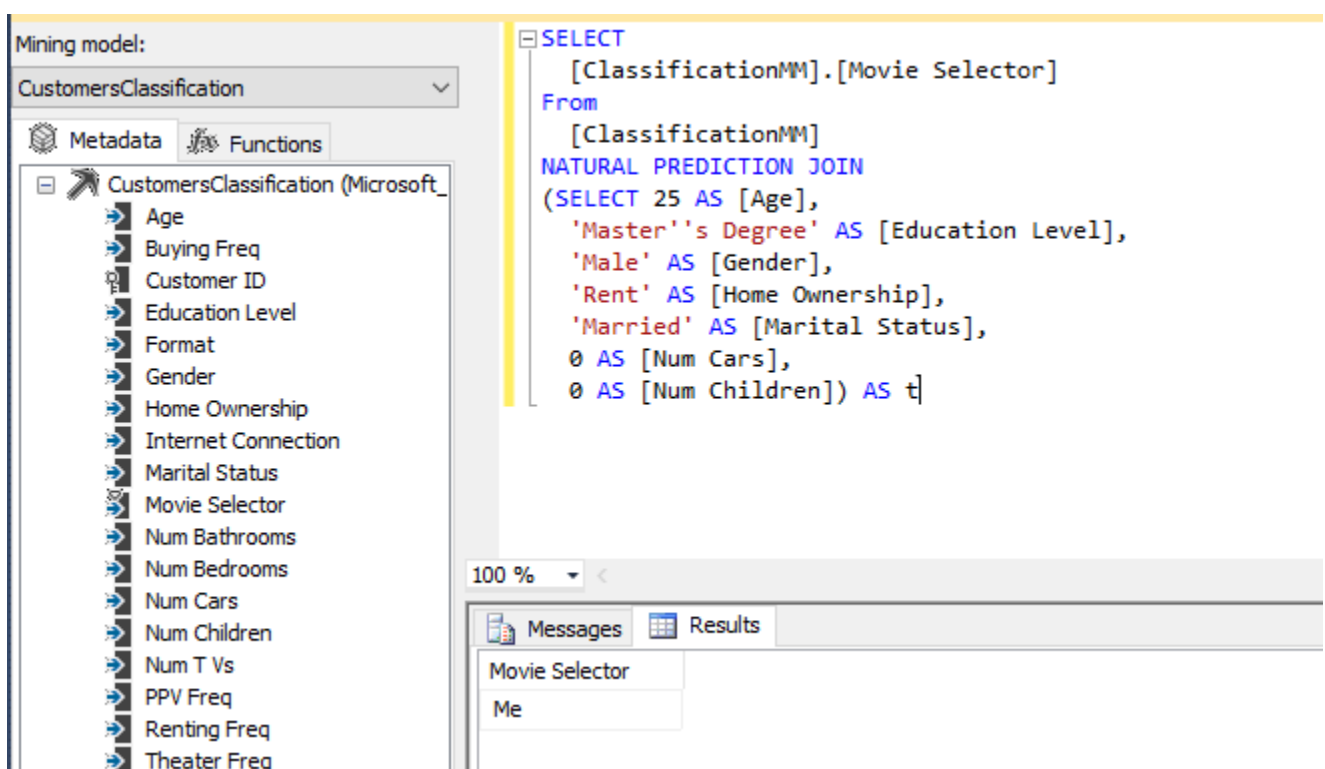 Mining model:
CustomersClassification
Metadata
Functions
CustomersClassification (Microsoft_
Age
Buying Freq
Customer ID
Education Level
Format
Gender
Home Ownership
Internet Connection
Marital Status
Movie Selector
Num Bathrooms
Num Bedrooms
Num Cars
Num Children
Num T Vs
PPV Freq
Renting Freq
Theater Freq
SELECT
[ClassificationMM].[Movie Selector]
From
[ClassificationMM]
NATURAL PREDICTION JOIN
(SELECT 25 AS [Age],
'Master''s Degree' AS [Education Level],
'Male' AS [Gender],
'Rent' AS [Home Ownership],
'Married' AS [Marital Status],
0 AS [Num Cars],
0 AS [Num Children]) AS t
100 %
Messages
Results
Movie Selector
Me